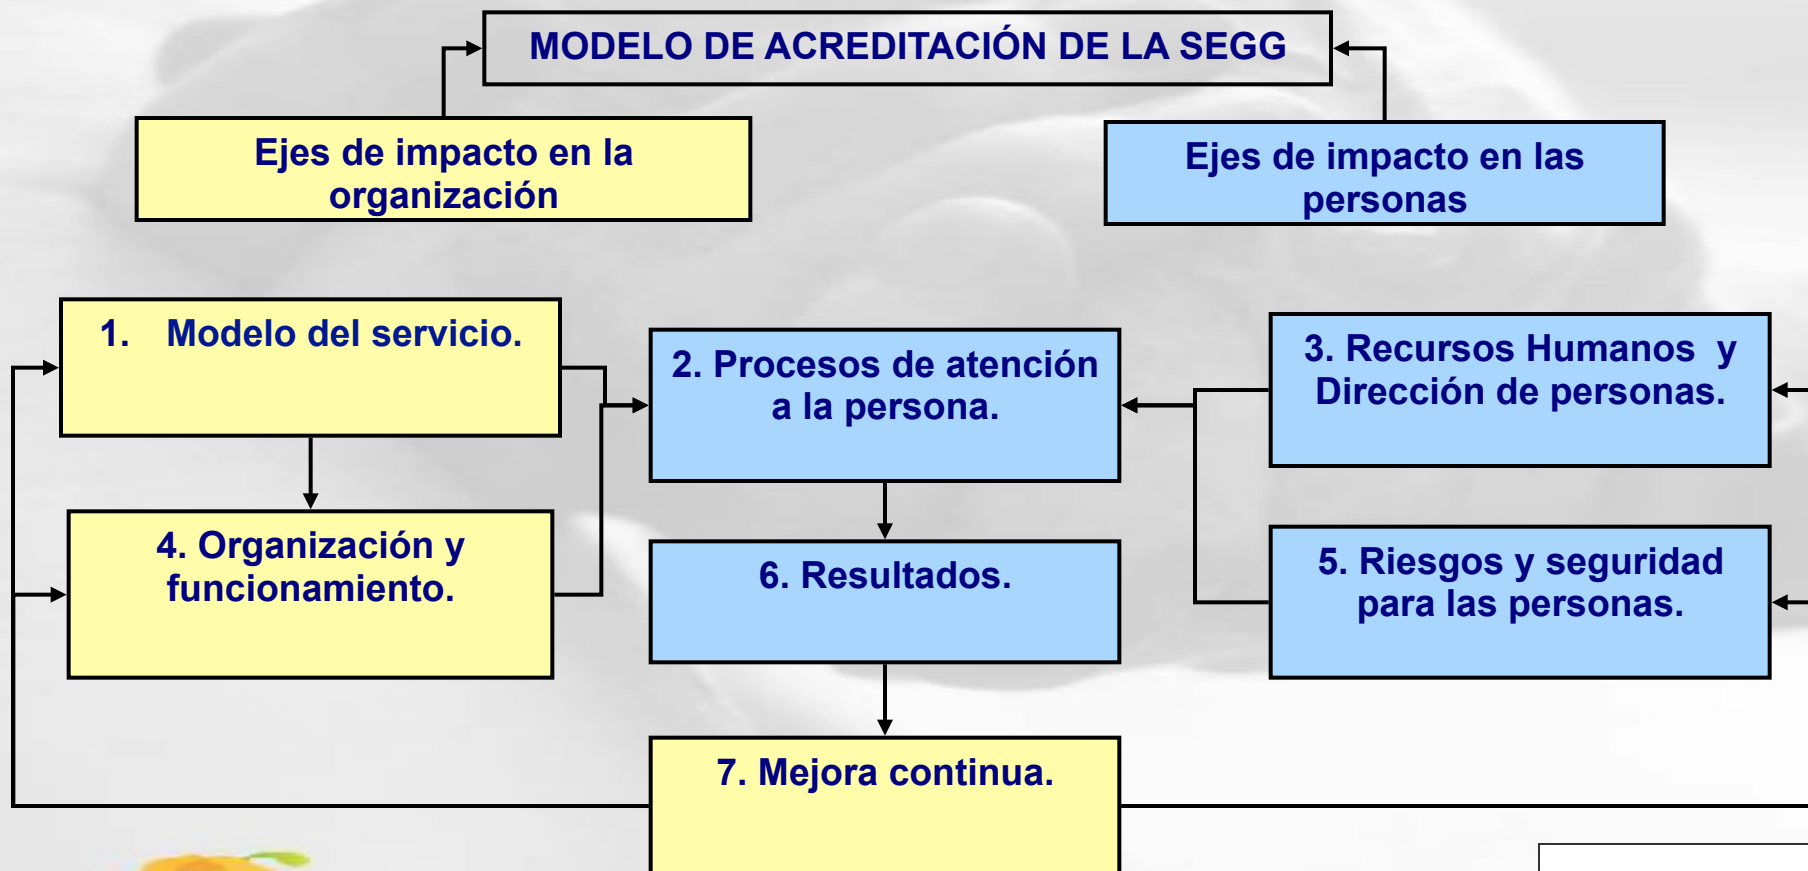 MODELO DE ACREDITACIÓN DE LA SEGG
Ejes de impacto en la
organización
Ejes de impacto en las
personas
1. Modelo del servicio.
2. Procesos de atención
a la persona.
3. Recursos Humanos y
Dirección de personas.
4. Organización y
funcionamiento.
6. Resultados.
5. Riesgos y seguridad
para las personas.
7. Mejora continua.